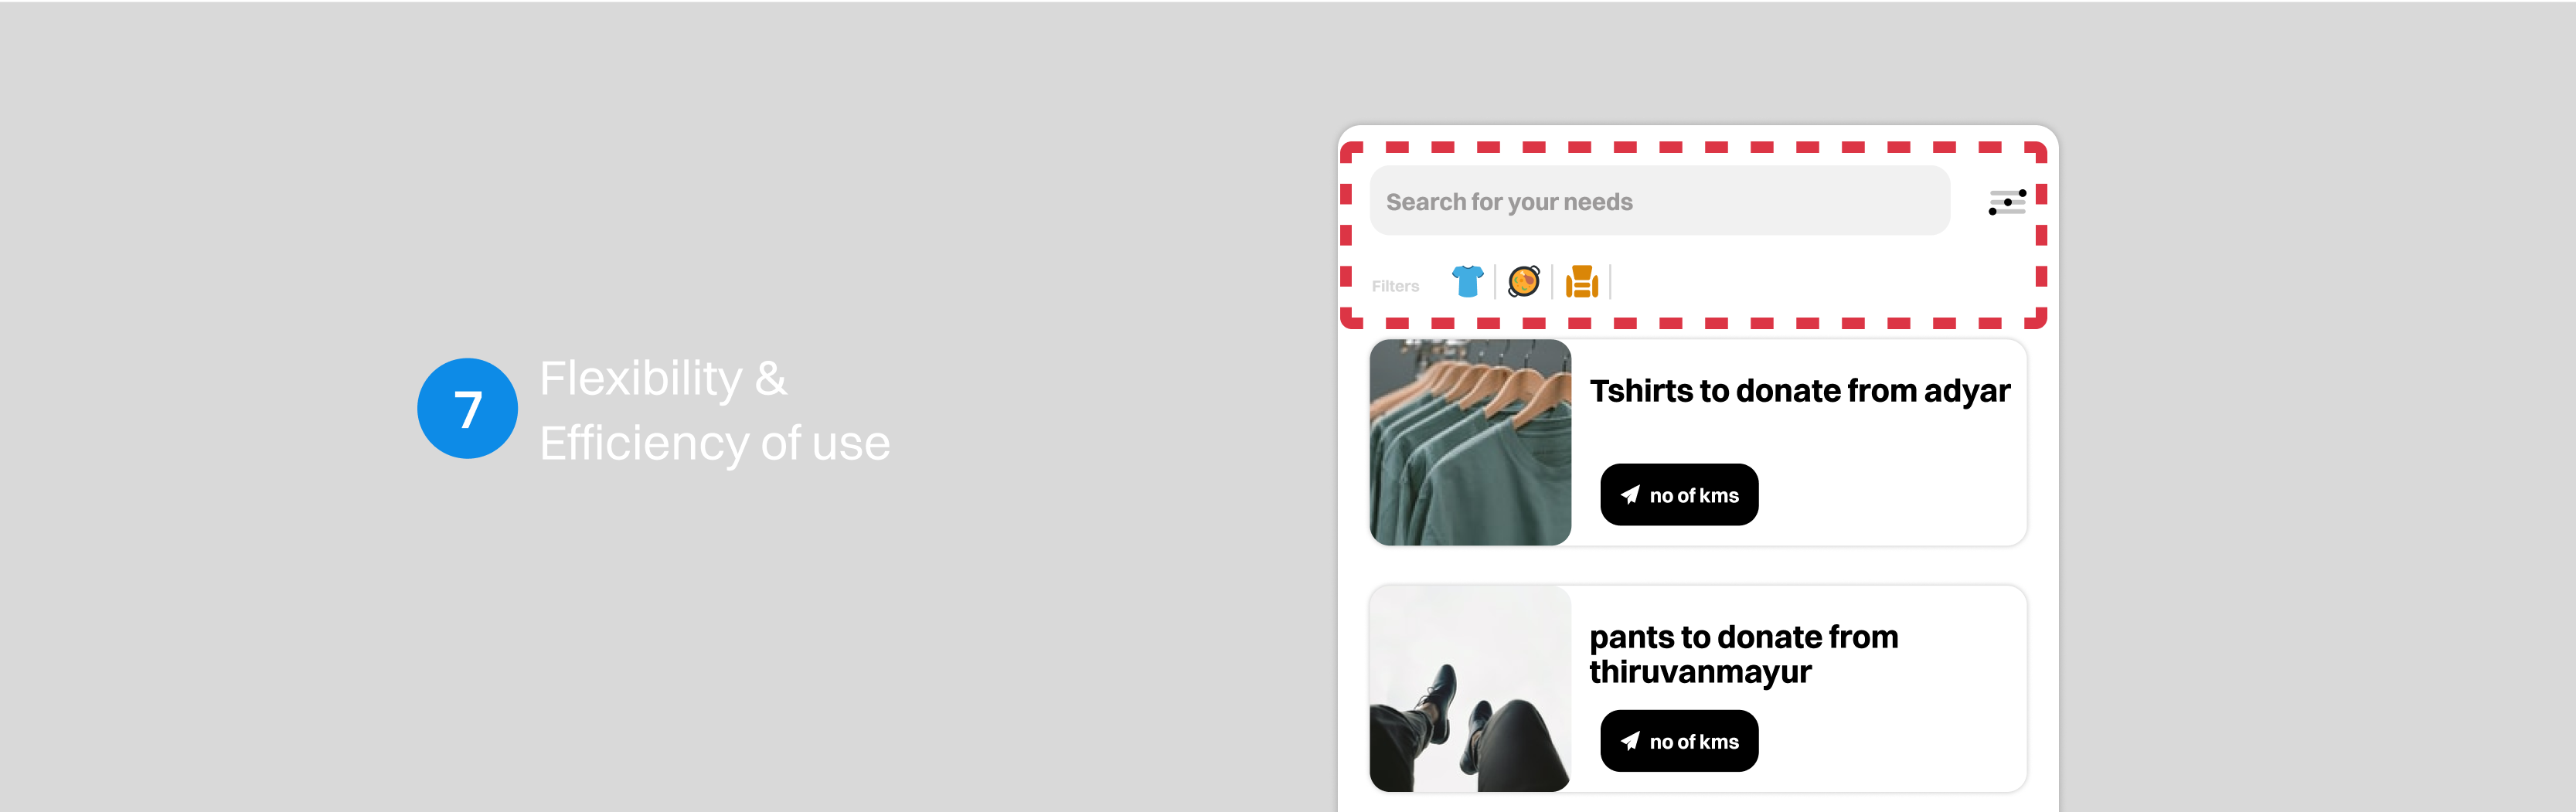 7
Flexibility &
Efficiency of use
Search for your needs
Filters
Tshirts to donate from adyar
no of kms
pants to donate from
thiruvanmayur
no of kms